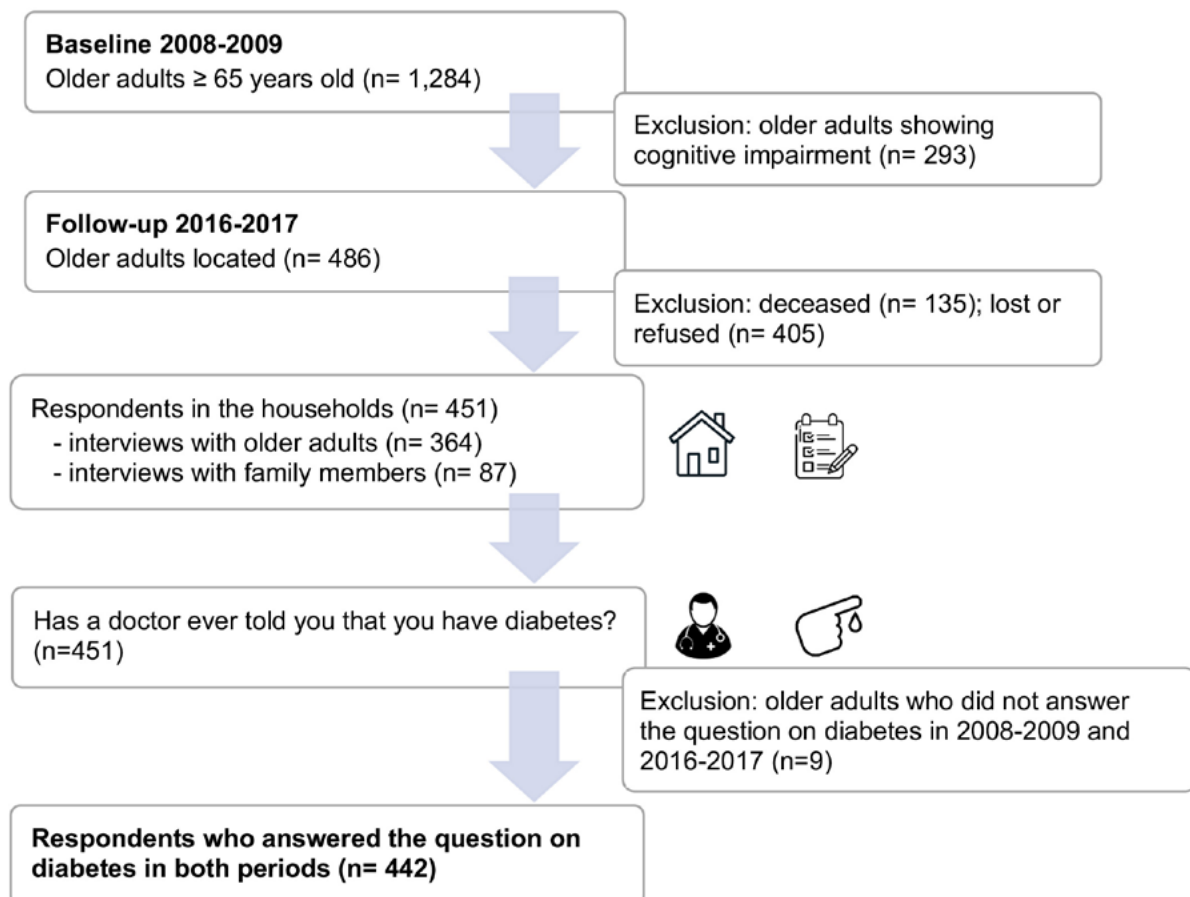 Baseline 2008-2009
Older adults ≥ 65 years old (n= 1,284)
Exclusion: older adults showing
cognitive impairment (n= 293)
Follow-up 2016-2017
Older adults located (n= 486)
Exclusion: deceased (n= 135); lost or
refused (n= 405)
Respondents in the households (n= 451)
- interviews with older adults (n= 364)
- interviews with family members (n= 87)
Has a doctor ever told you that you have diabetes?
(n=451)
Exclusion: older adults who did not answer
the question on diabetes in 2008-2009 and
2016-2017 (n=9)
Respondents who answered the question on
diabetes in both periods (n= 442)